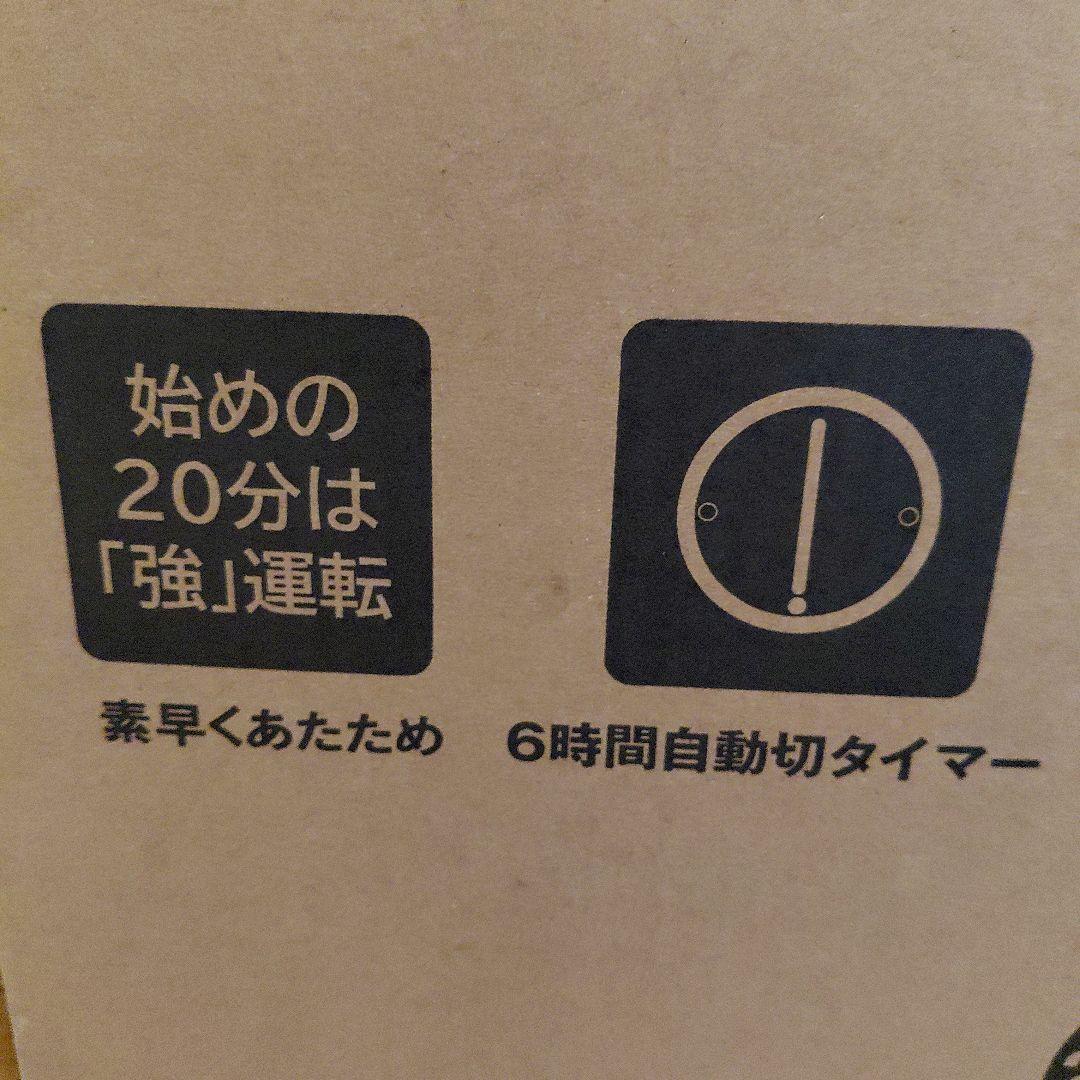 始めの
20分は
「強」運転
素早くあたため
6時間自動切タイマー